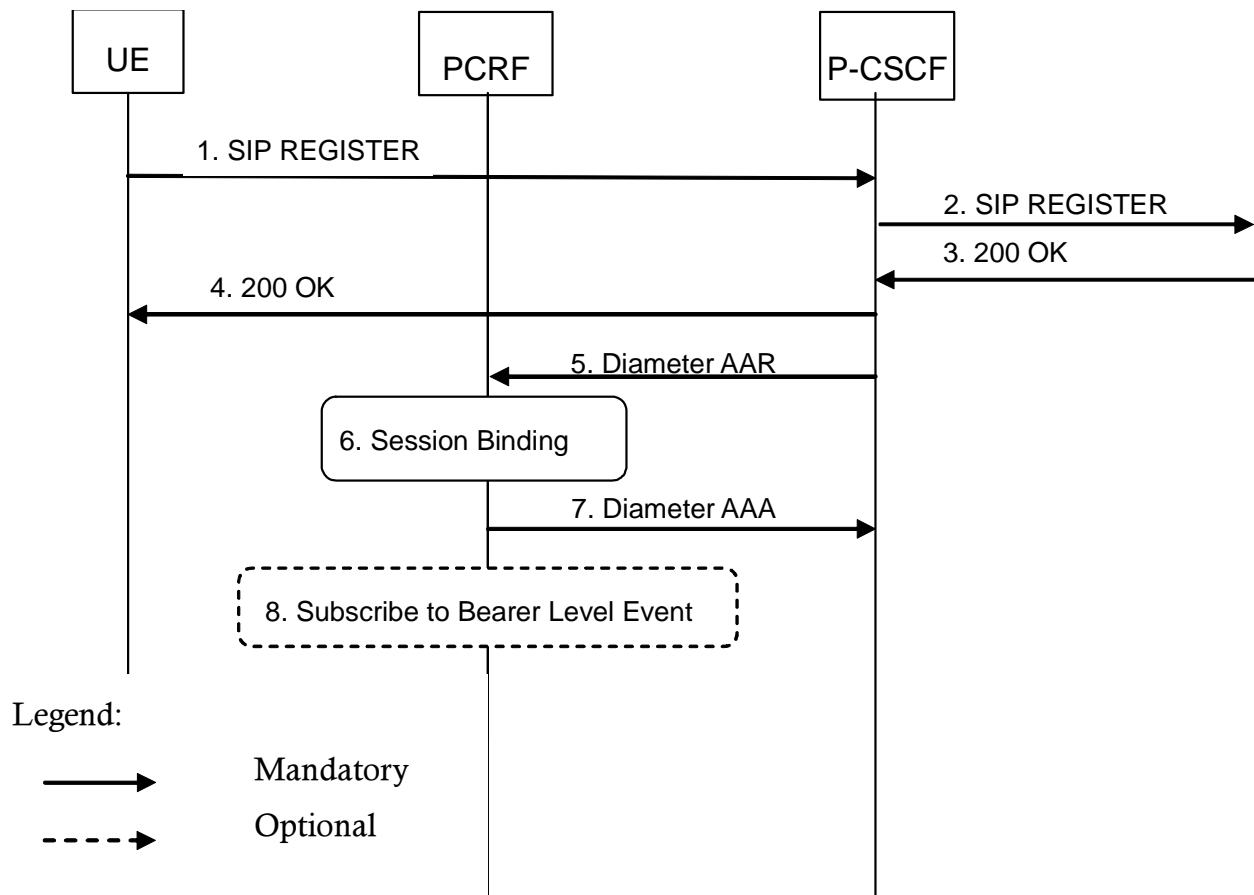 UE
PCRF
P-CSCF
1. SIP REGISTER
2. SIP REGISTER
3. 200 OK
4. 200 OK
5. Diameter AAR
6. Session Binding
7. Diameter AAA
8. Subscribe to Bearer Level Event
Legend:
Mandatory
Optional